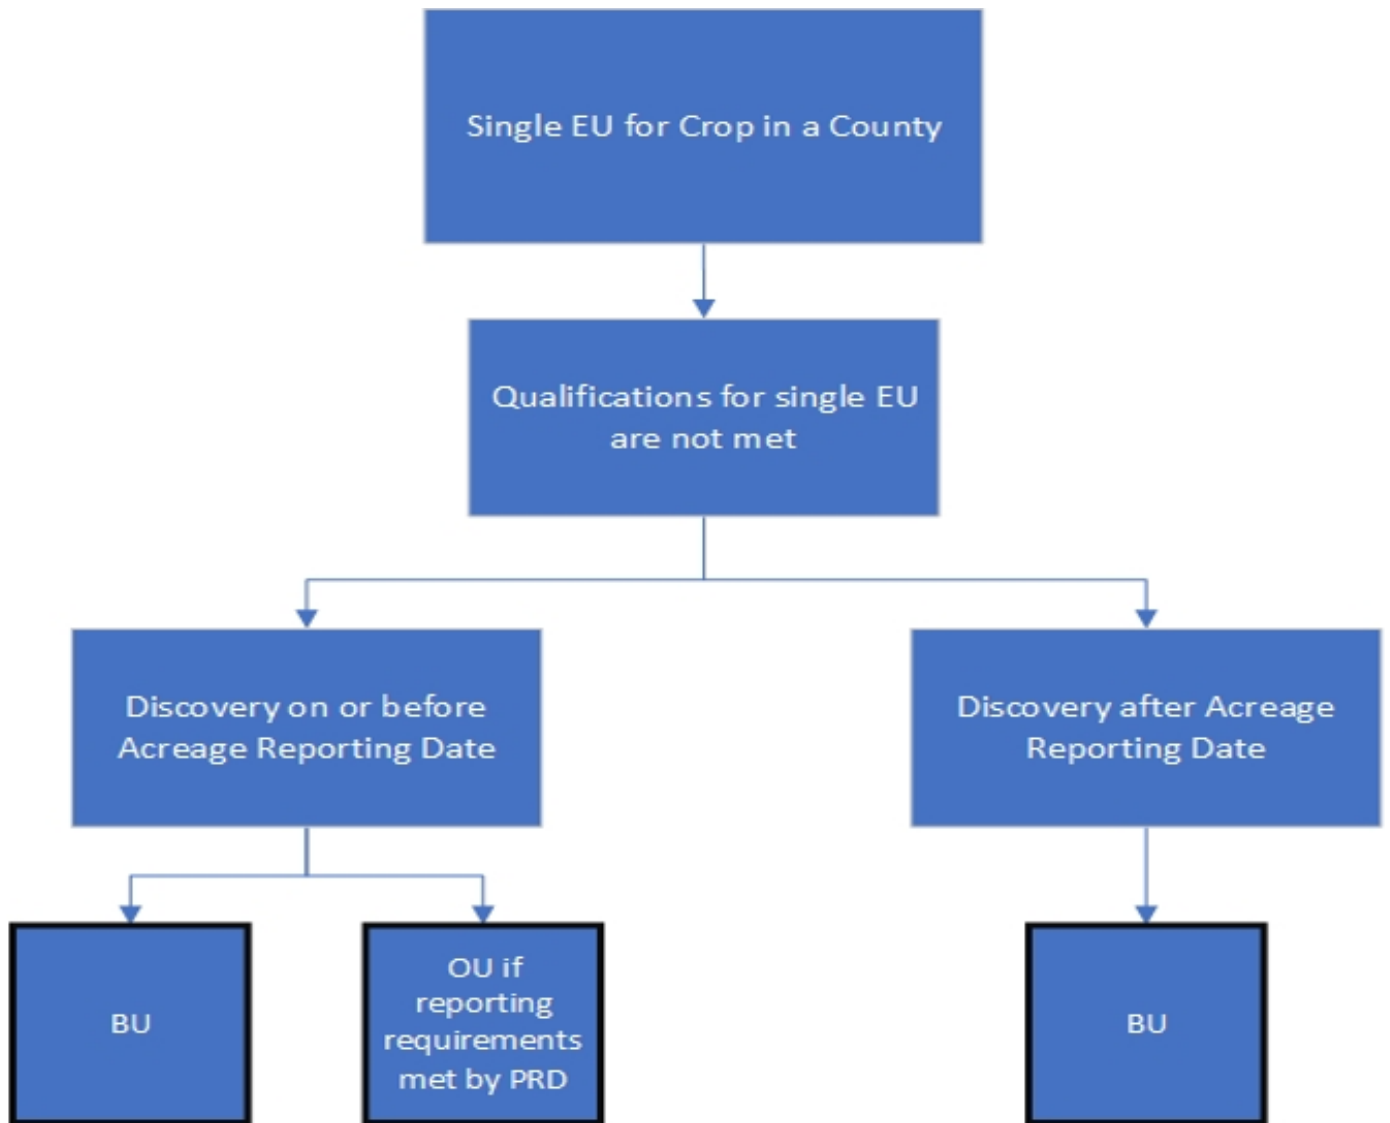 Single EU for Crop in a County
Qualifications for single EU
are not met
Discovery on or before
Acreage Reporting Date
Discovery after Acreage
Reporting Date
BU
OU if
reporting
requirements
met by PRD
BU